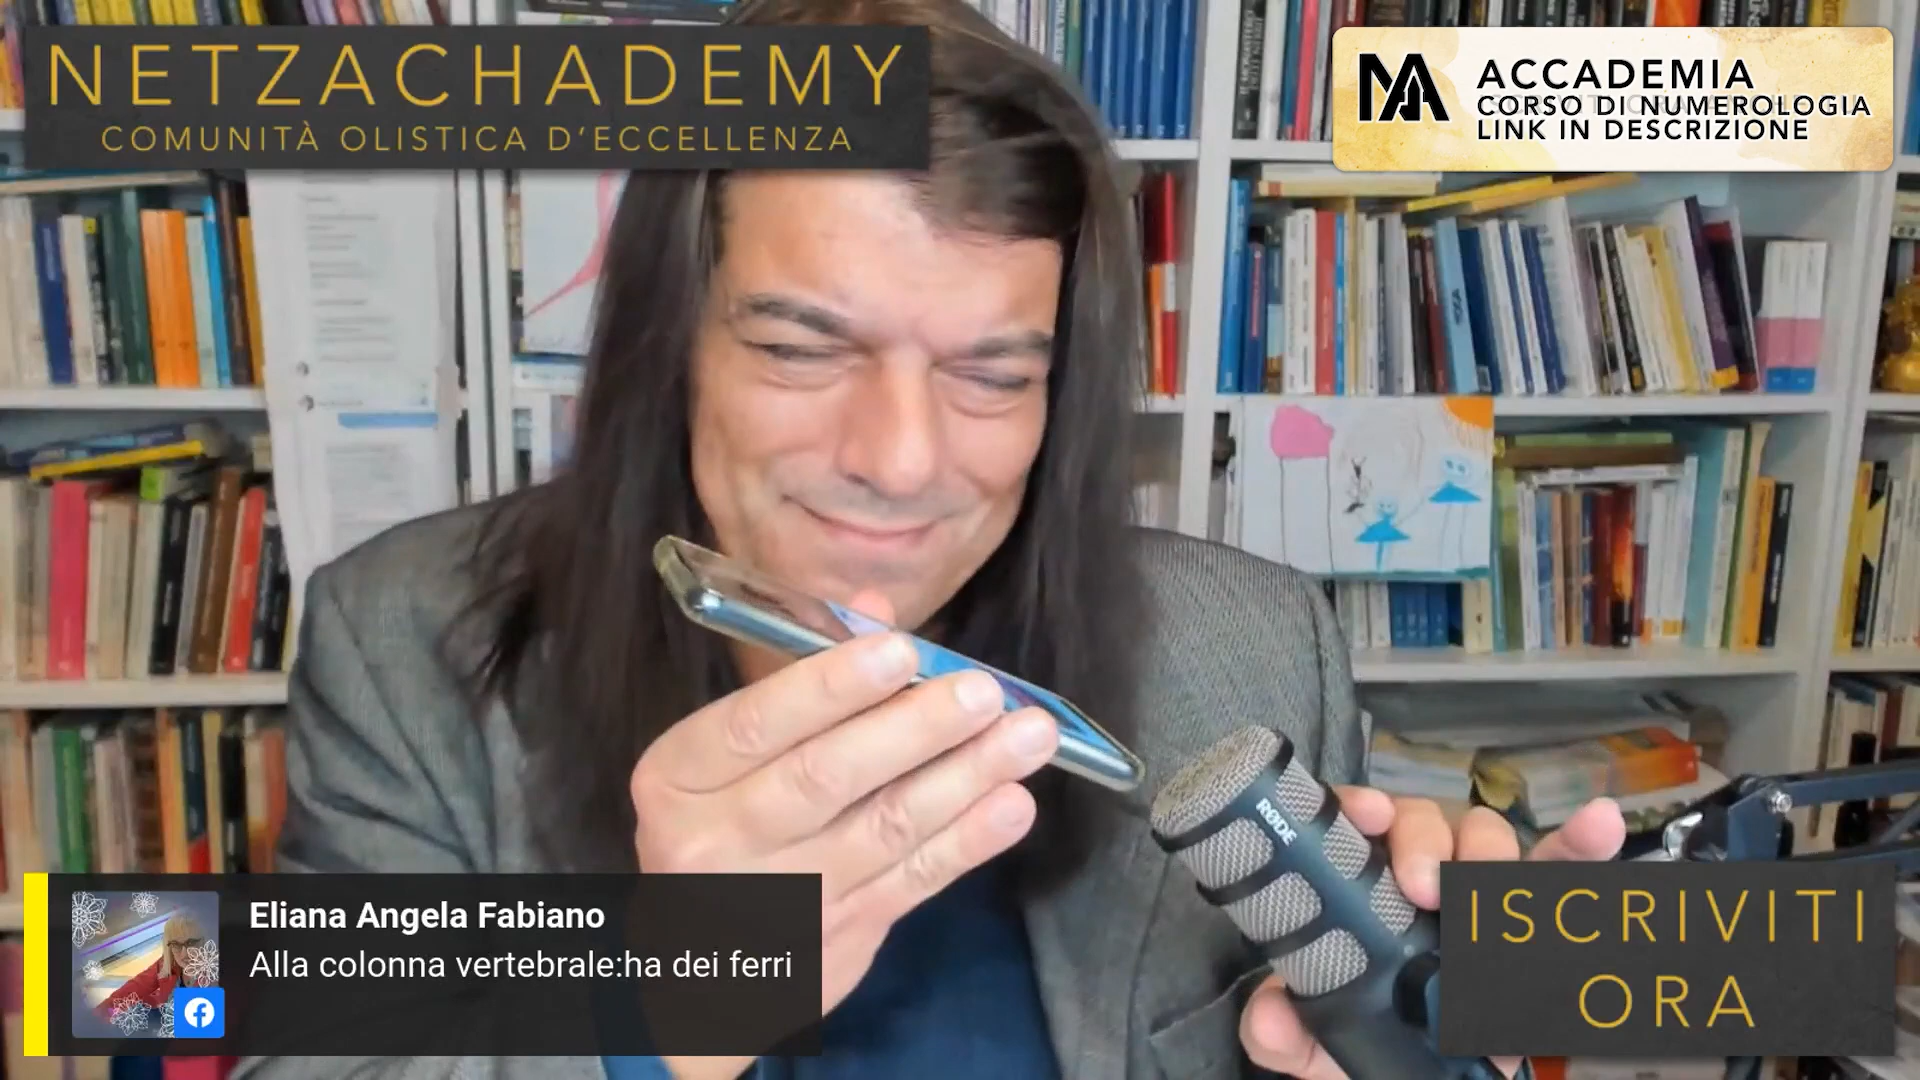 NETZACHADEMY
COMUNITÀ OLISTICA D'ECCELLENZA
MA
ACCADEMIA
CORSO DI NUMEROLOGIA
LINK IN DESCRIZIONE
RØDE
Eliana Angela Fabiano
Alla colonna vertebrale:ha dei ferri
ISCRIVITI
ORA